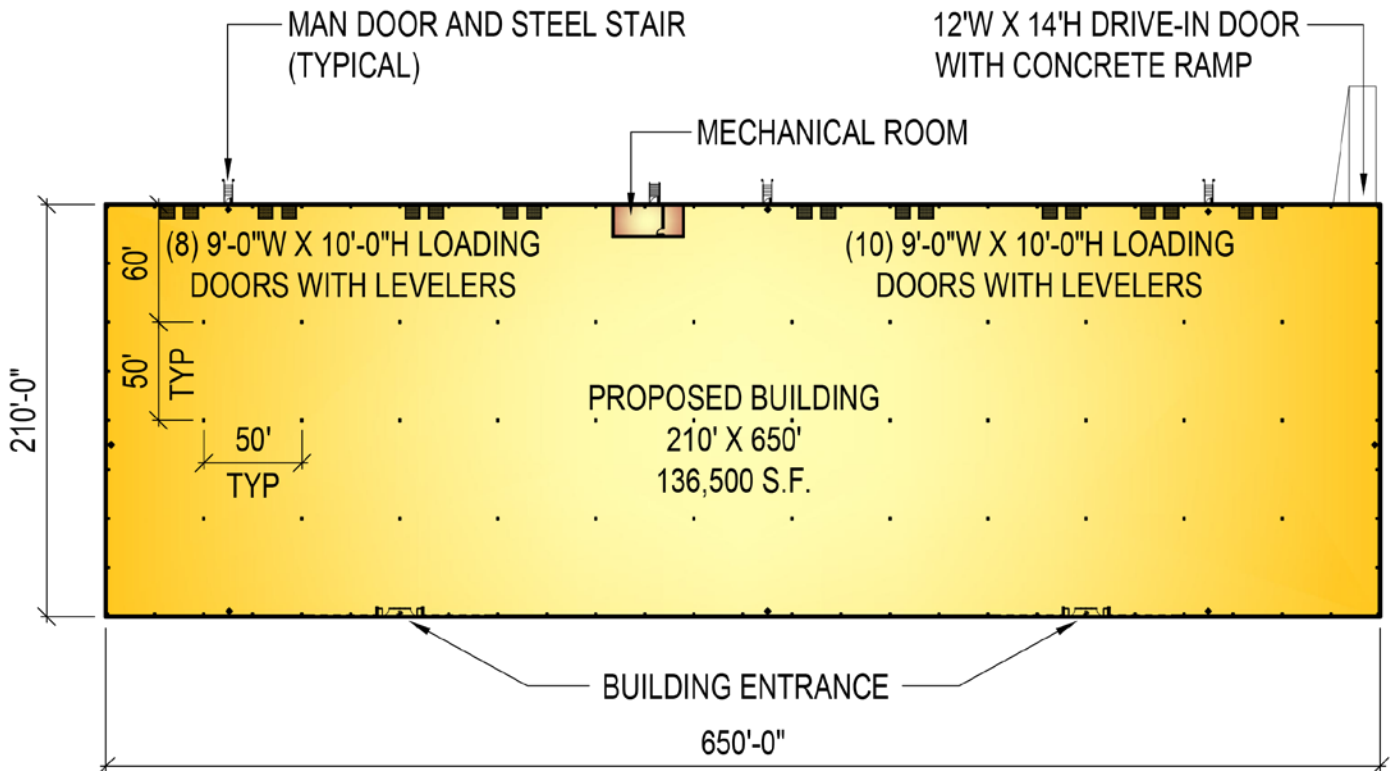 MAN DOOR AND STEEL STAIR
(TYPICAL)
12'W X 14'H DRIVE-IN DOOR
WITH CONCRETE RAMP
MECHANICAL ROOM
(8) 9'-0"W X 10'-0"H LOADING
DOORS WITH LEVELERS
(10) 9'-0"W X 10'-0"H LOADING
DOORS WITH LEVELERS
60'
50'
TYP
210'-0"
50'
TYP
PROPOSED BUILDING
210' X 650'
136,500 S.F.
BUILDING ENTRANCE
650'-0"